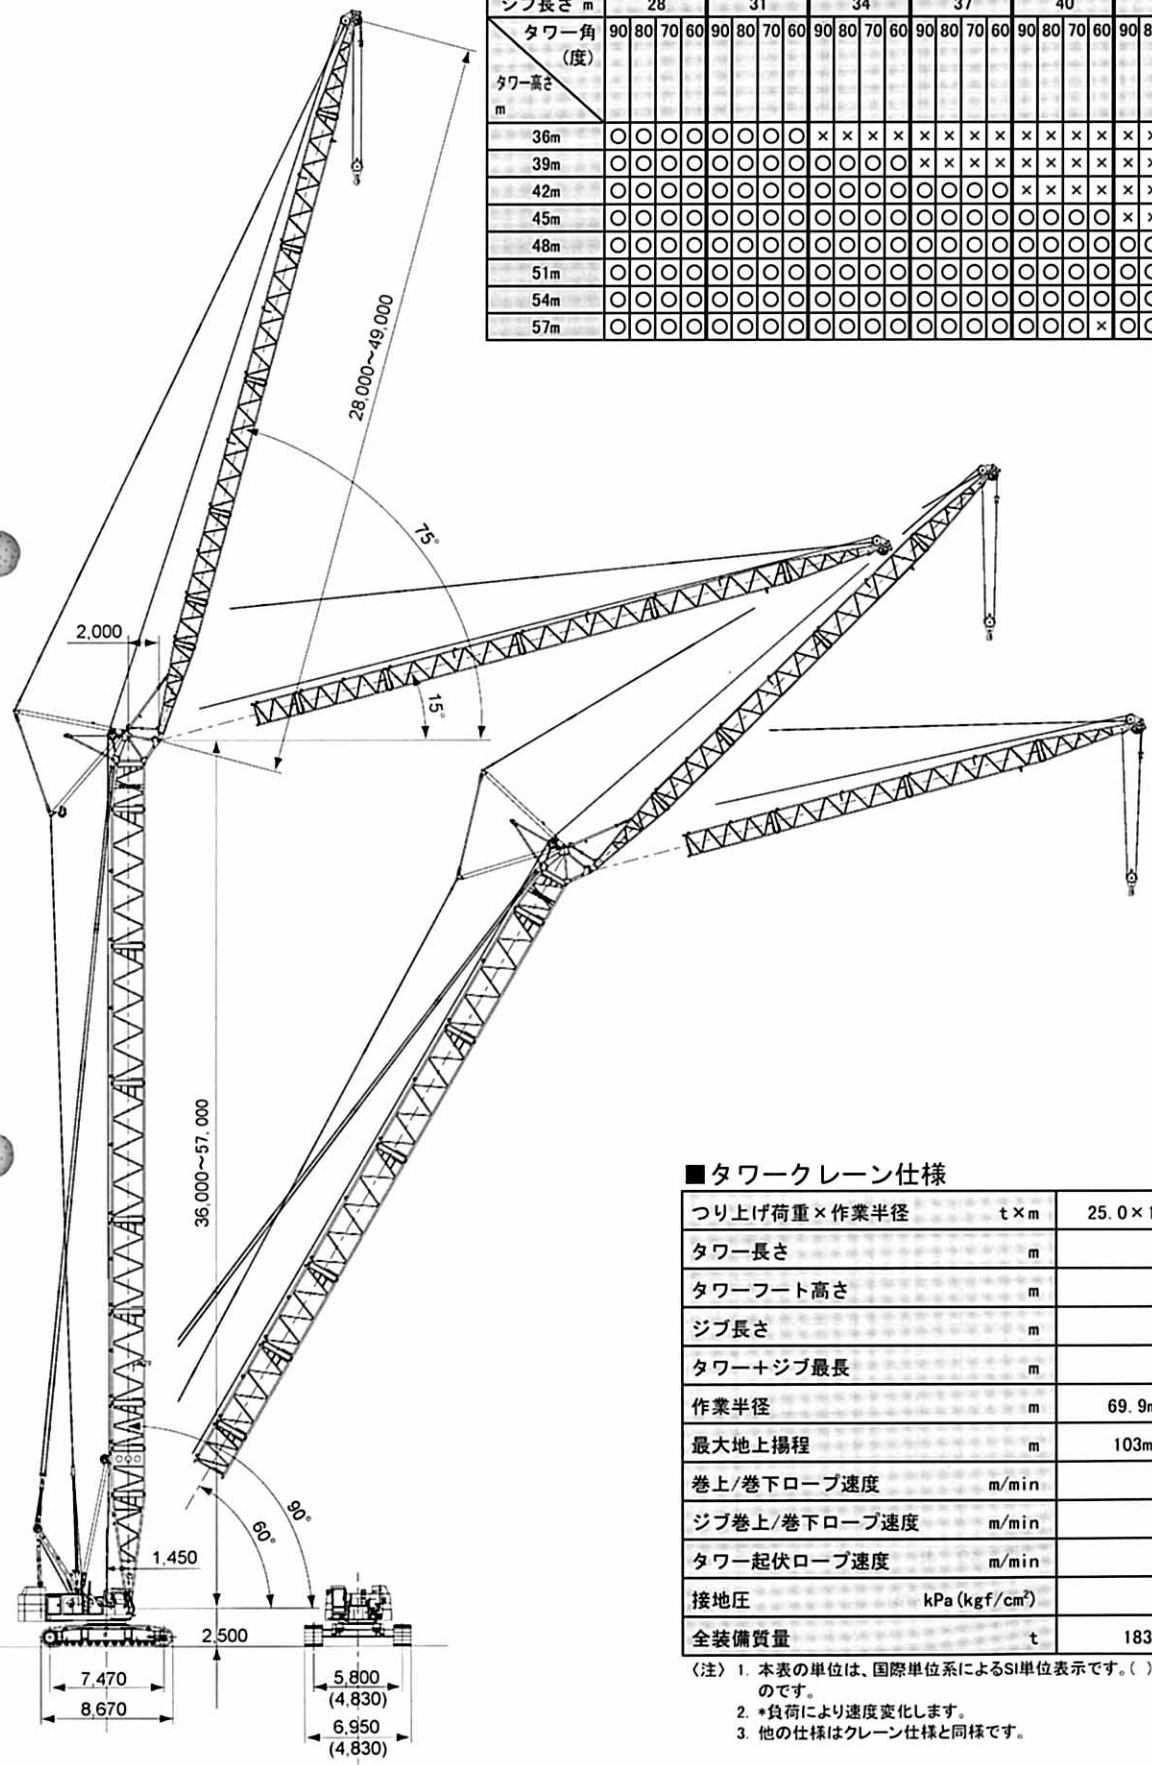 ジブ長さ m 28 31 34 37 40
タワー角 90 80 70 60 90 80 70 60 90 80 70 60 90 80 70 60 90 80 70 60 90
(度)
タワー高さ
m
36m ○ ○ ○ ○ ○ ○ ○ ○ × × × × × × × × × × × × ×
39m ○ ○ ○ ○ ○ ○ ○ ○ ○ ○ ○ ○ × × × × × × × × ×
42m ○ ○ ○ ○ ○ ○ ○ ○ ○ ○ ○ ○ ○ ○ ○ ○ × × × × ×
45m ○ ○ ○ ○ ○ ○ ○ ○ ○ ○ ○ ○ ○ ○ ○ ○ ○ ○ ○ ○ ×
48m ○ ○ ○ ○ ○ ○ ○ ○ ○ ○ ○ ○ ○ ○ ○ ○ ○ ○ ○ ○ ○
51m ○ ○ ○ ○ ○ ○ ○ ○ ○ ○ ○ ○ ○ ○ ○ ○ ○ ○ ○ ○ ○
54m ○ ○ ○ ○ ○ ○ ○ ○ ○ ○ ○ ○ ○ ○ ○ ○ ○ ○ ○ ○ ○
57m ○ ○ ○ ○ ○ ○ ○ ○ ○ ○ ○ ○ ○ ○ ○ ○ ○ ○ ○ × ○
28,000～49,000
75°
2,000
15°
36,000～57,000
90°
60°
1,450
2,500
7,470
8,670
5,800
(4,830)
6,950
(4,830)
■タワークレーン仕様
つり上げ荷重×作業半径 t×m 25.0×
タワー長さ m
タワーフート高さ m
ジブ長さ m
タワー＋ジブ最長 m
作業半径 m 69.9
最大地上揚程 m 103m
巻上/巻下ロープ速度 m/min
ジブ巻上/巻下ロープ速度 m/min
タワー起伏ロープ速度 m/min
接地圧 kPa(kgf/cm²)
全装備質量 t 183
〈注〉1. 本表の単位は、国際単位系によるSI単位表示です。( )
のです。
2. *負荷により速度変化します。
3. 他の仕様はクレーン仕様と同様です。